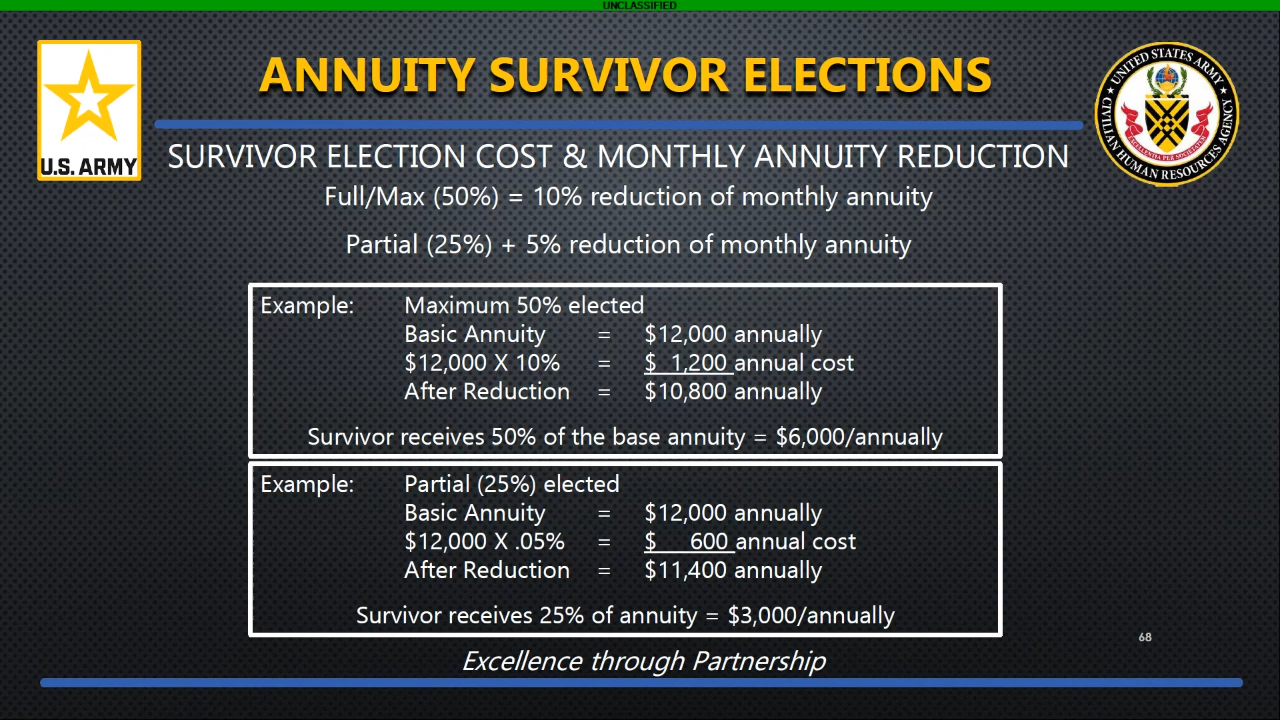 UNCLASSIFIED
ANNUITY SURVIVOR ELECTIONS
U.S. ARMY
UNITED STATES ARMY
CIVILIAN HUMAN RESOURCES AGENCY
SURVIVOR ELECTION COST & MONTHLY ANNUITY REDUCTION
Full/Max (50%) = 10% reduction of monthly annuity
Partial (25%) + 5% reduction of monthly annuity
Example: Maximum 50% elected
Basic Annuity = $12,000 annually
$12,000 X 10% = $ 1,200 annual cost
After Reduction = $10,800 annually
Survivor receives 50% of the base annuity = $6,000/annually
Example: Partial (25%) elected
Basic Annuity = $12,000 annually
$12,000 X .05% = $ 600 annual cost
After Reduction = $11,400 annually
Survivor receives 25% of annuity = $3,000/annually
68
Excellence through Partnership